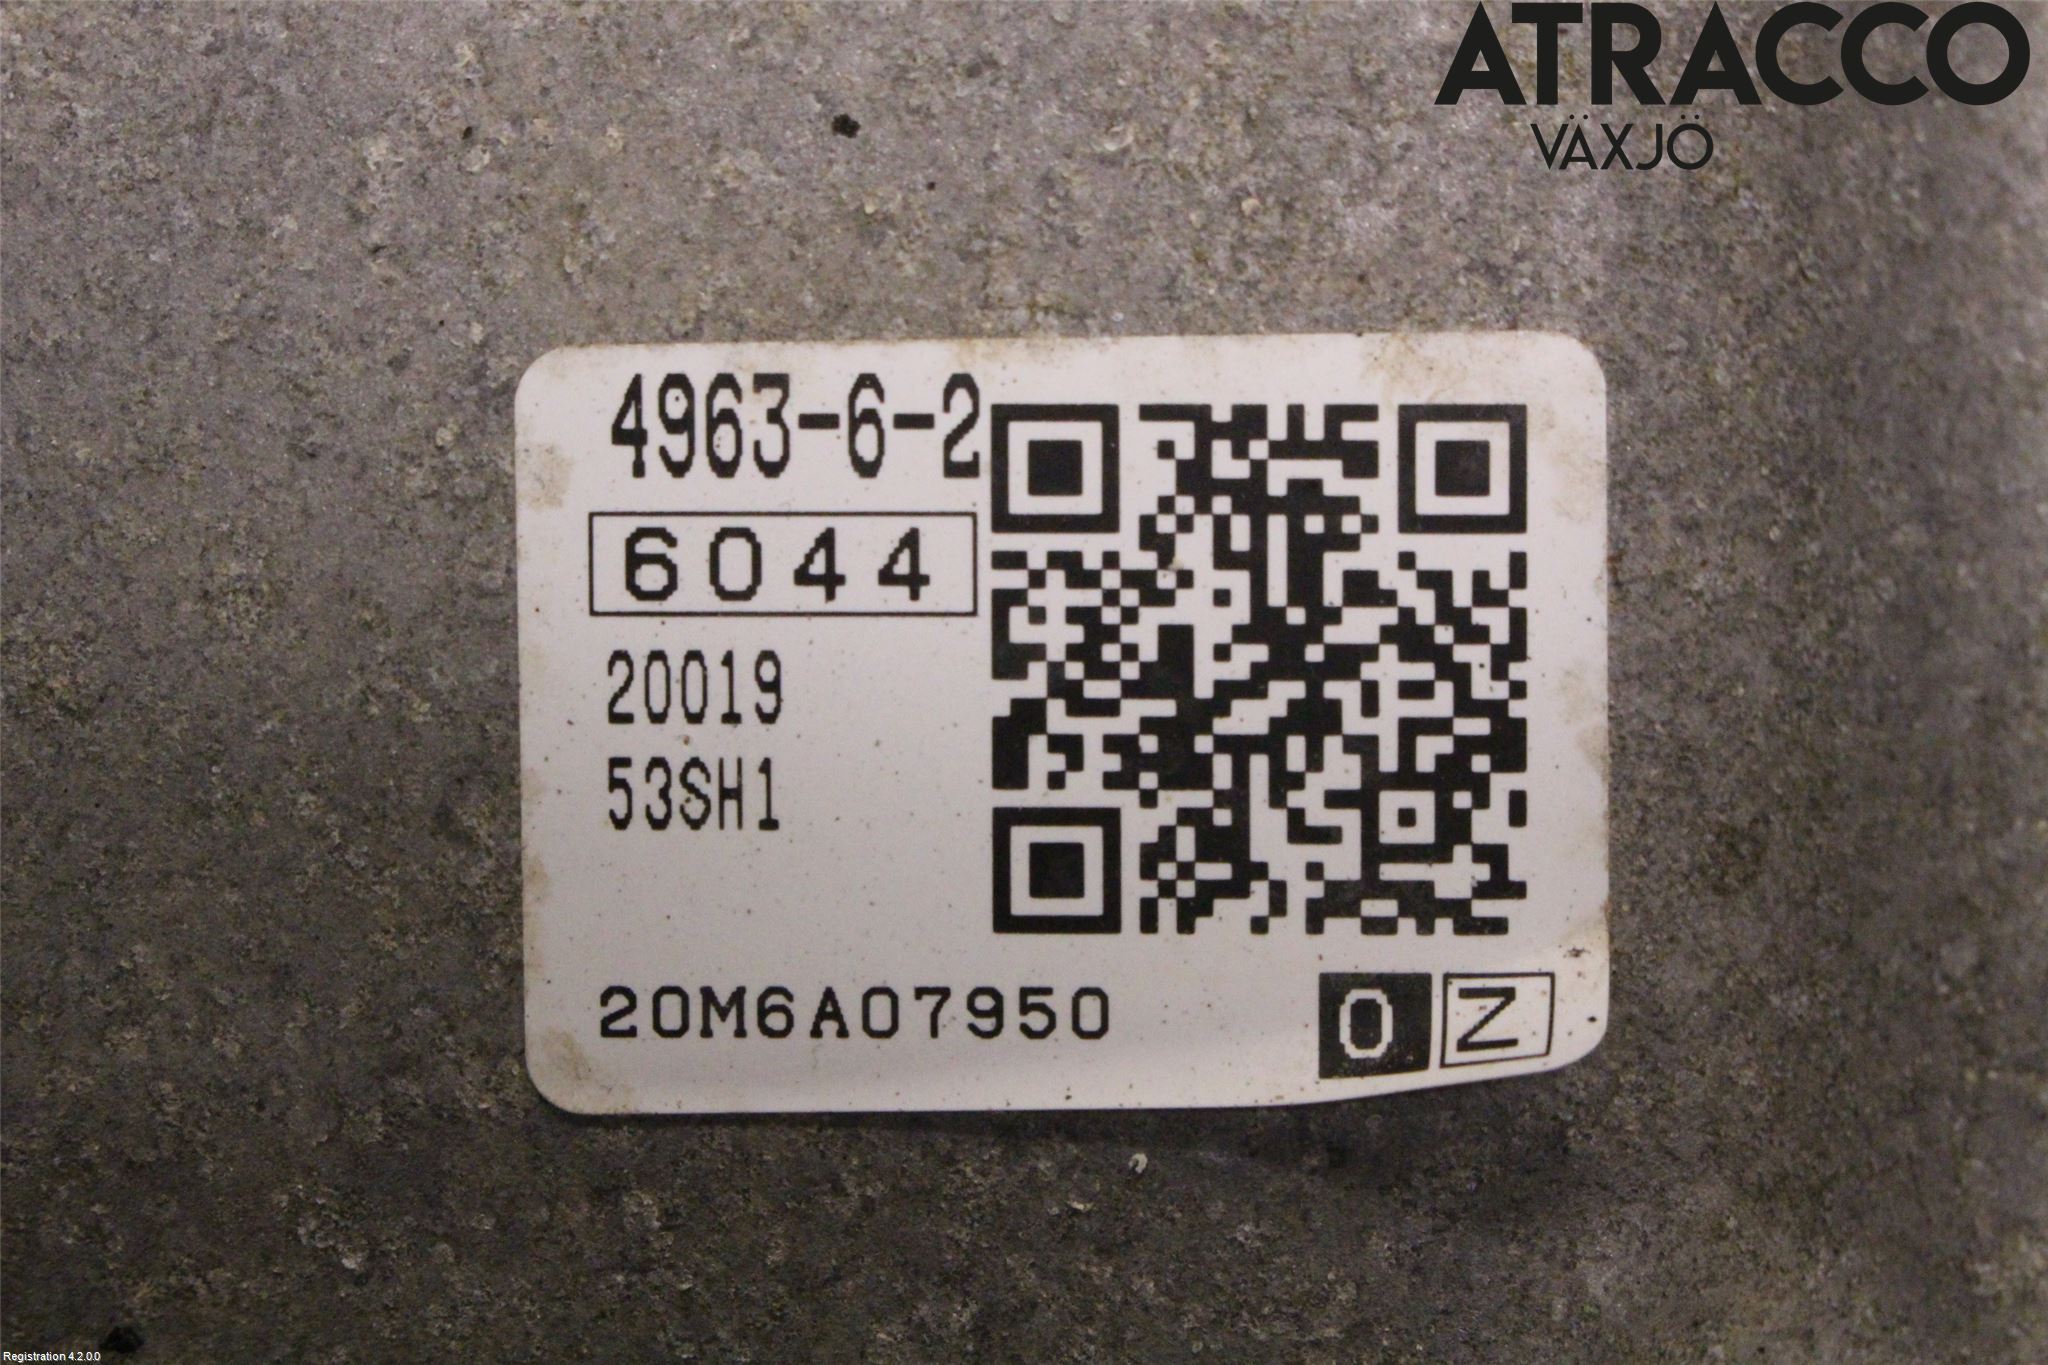 ATRACCO
VÄXJÖ
4963-6-2
6044
20019
53SH1
20M6A07950
0 Z
Registration 4.2.0.0